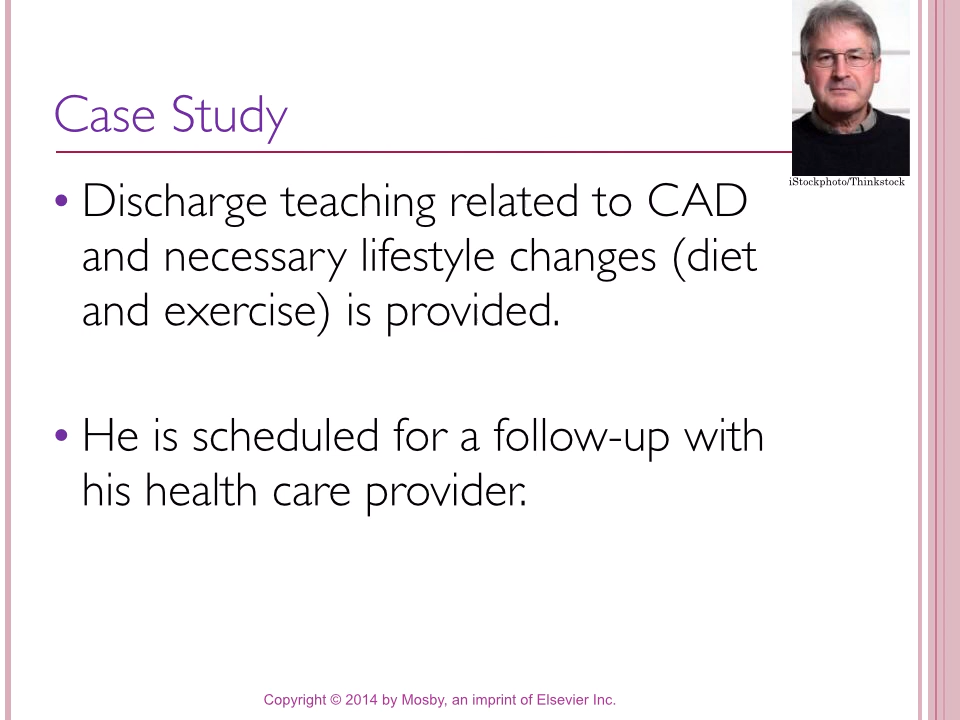 Case Study
iStockphoto/Thinkstock
• Discharge teaching related to CAD
and necessary lifestyle changes (diet
and exercise) is provided.
• He is scheduled for a follow-up with
his health care provider.
Copyright © 2014 by Mosby, an imprint of Elsevier Inc.